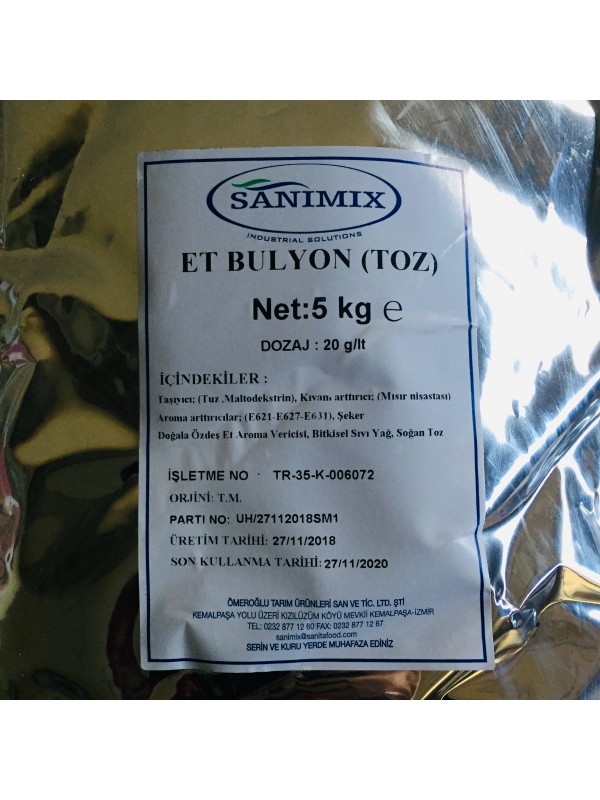 SANIMIX
INDUSTRIAL SOLUTIONS
ET BULYON (TOZ)
Net:5 kg ℮
DOZAJ : 20 g/lt
İÇİNDEKİLER :
Taşıyıcı; (Tuz ,Maltodekstrin), Kıvam arttırıcı; (Mısır nişastası)
Aroma arttırıcılar; (E621-E627-E631), Şeker
Doğala Özdeş Et Aroma Vericisi, Bitkisel Sıvı Yağ, Soğan Toz
İŞLETME NO : TR-35-K-006072
ORJİNİ: T.M.
PARTI NO: UH/27112018SM1
ÜRETİM TARİHİ: 27/11/2018
SON KULLANMA TARİHİ: 27/11/2020
ÖMEROĞLU TARIM ÜRÜNLERİ SAN VE TİC. LTD. ŞTİ
KEMALPAŞA YOLU ÜZERİ KIZILÜZÜM KÖYÜ MEVKİİ KEMALPAŞA-İZMİR
TEL: 0232 877 12 60 FAX: 0232 877 12 67
sanimix@sanitafood.com
SERİN VE KURU YERDE MUHAFAZA EDİNİZ